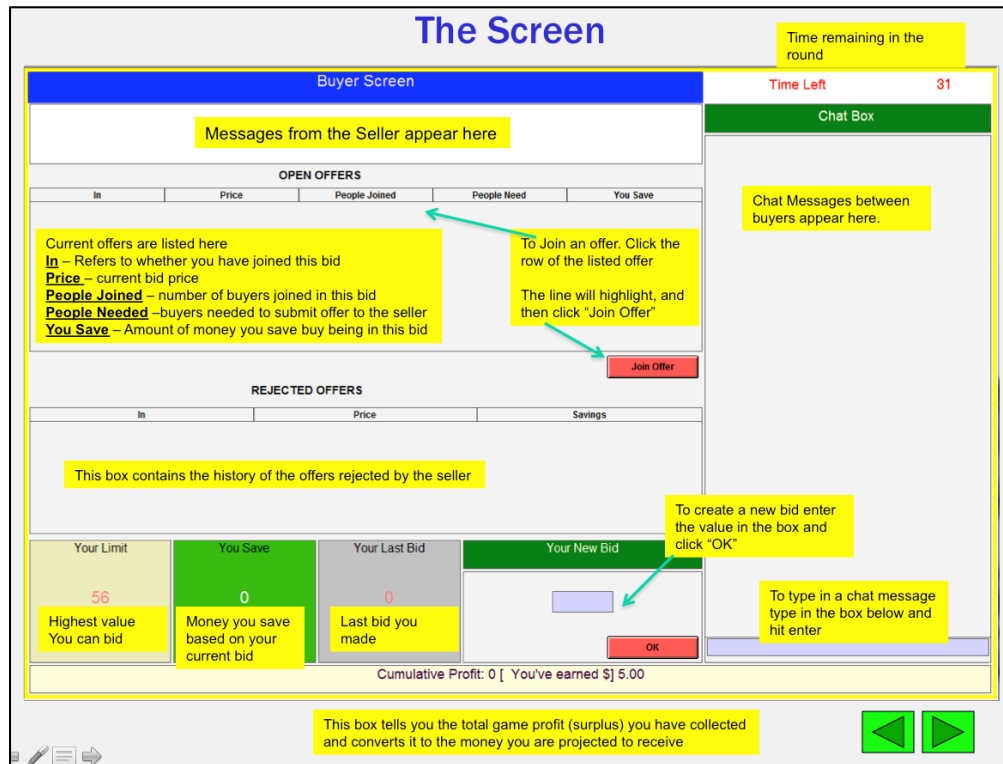 The Screen
Time remaining in the
round
Buyer Screen
Time Left 31
Messages from the Seller appear here
Chat Box
OPEN OFFERS
In Price People Joined People Need You Save
Chat Messages between
buyers appear here.
Current offers are listed here
In – Refers to whether you have joined this bid
Price – current bid price
People Joined – number of buyers joined in this bid
People Needed –buyers needed to submit offer to the seller
You Save – Amount of money you save buy being in this bid
To Join an offer. Click the
row of the listed offer
The line will highlight, and
then click “Join Offer”
Join Offer
REJECTED OFFERS
In Price Savings
This box contains the history of the offers rejected by the seller
To create a new bid enter
the value in the box and
click “OK”
Your Limit You Save Your Last Bid Your New Bid
56 0 0
Highest value
You can bid
Money you save
based on your
current bid
Last bid you
made
OK
To type in a chat message
type in the box below and
hit enter
Cumulative Profit: 0 [ You've earned $] 5.00
This box tells you the total game profit (surplus) you have collected
and converts it to the money you are projected to receive